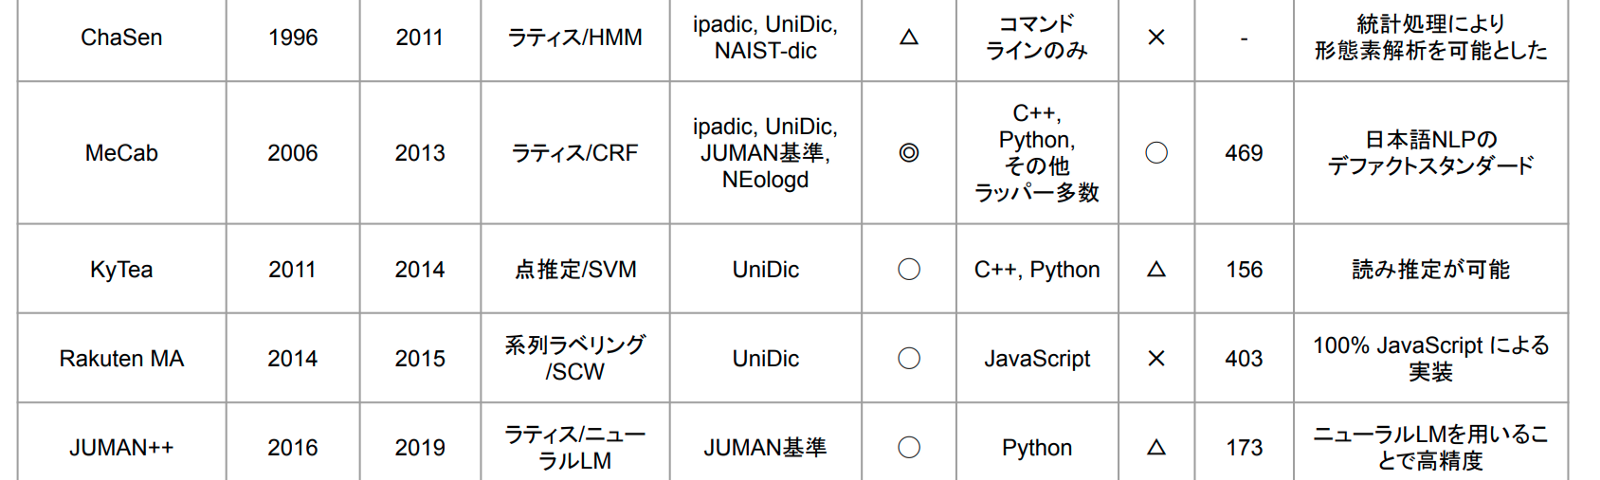 ChaSen
1996
2011
ラティス/HMM
ipadic, UniDic,
NAIST-dic
△
コマンド
ラインのみ
×
-
統計処理により
形態素解析を可能とした
MeCab
2006
2013
ラティス/CRF
ipadic, UniDic,
JUMAN基準,
NEologd
◎
C++,
Python,
その他
ラッパー多数
○
469
日本語NLPの
デファクトスタンダード
KyTea
2011
2014
点推定/SVM
UniDic
○
C++, Python
△
156
読み推定が可能
Rakuten MA
2014
2015
系列ラベリング
/SCW
UniDic
○
JavaScript
×
403
100% JavaScript による
実装
JUMAN++
2016
2019
ラティス/ニュー
ラルLM
JUMAN基準
○
Python
△
173
ニューラルLMを用いるこ
とで高精度